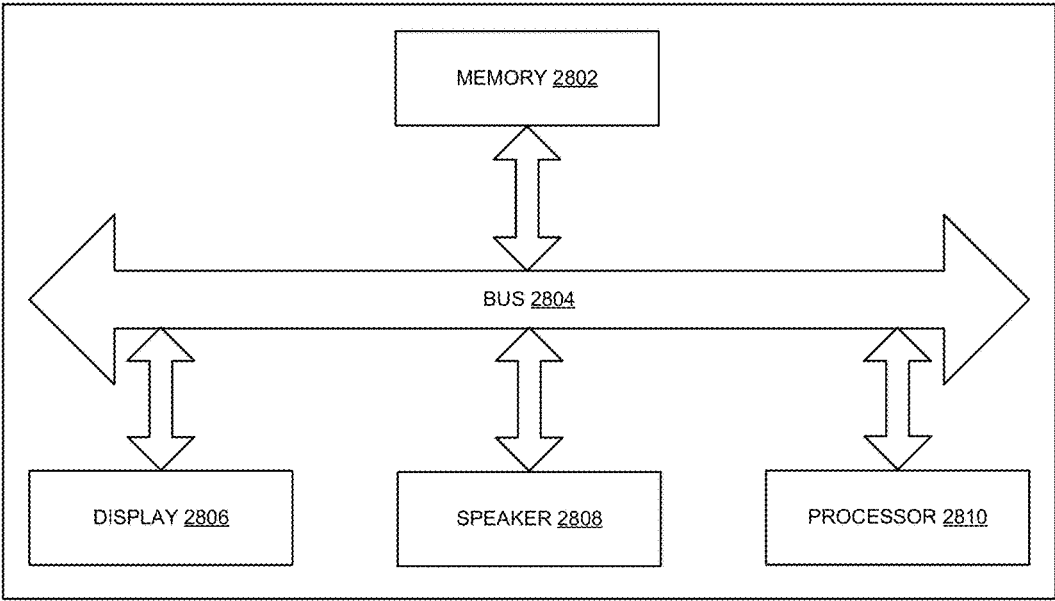 MEMORY 2802
BUS 2804
DISPLAY 2806
SPEAKER 2808
PROCESSOR 2810